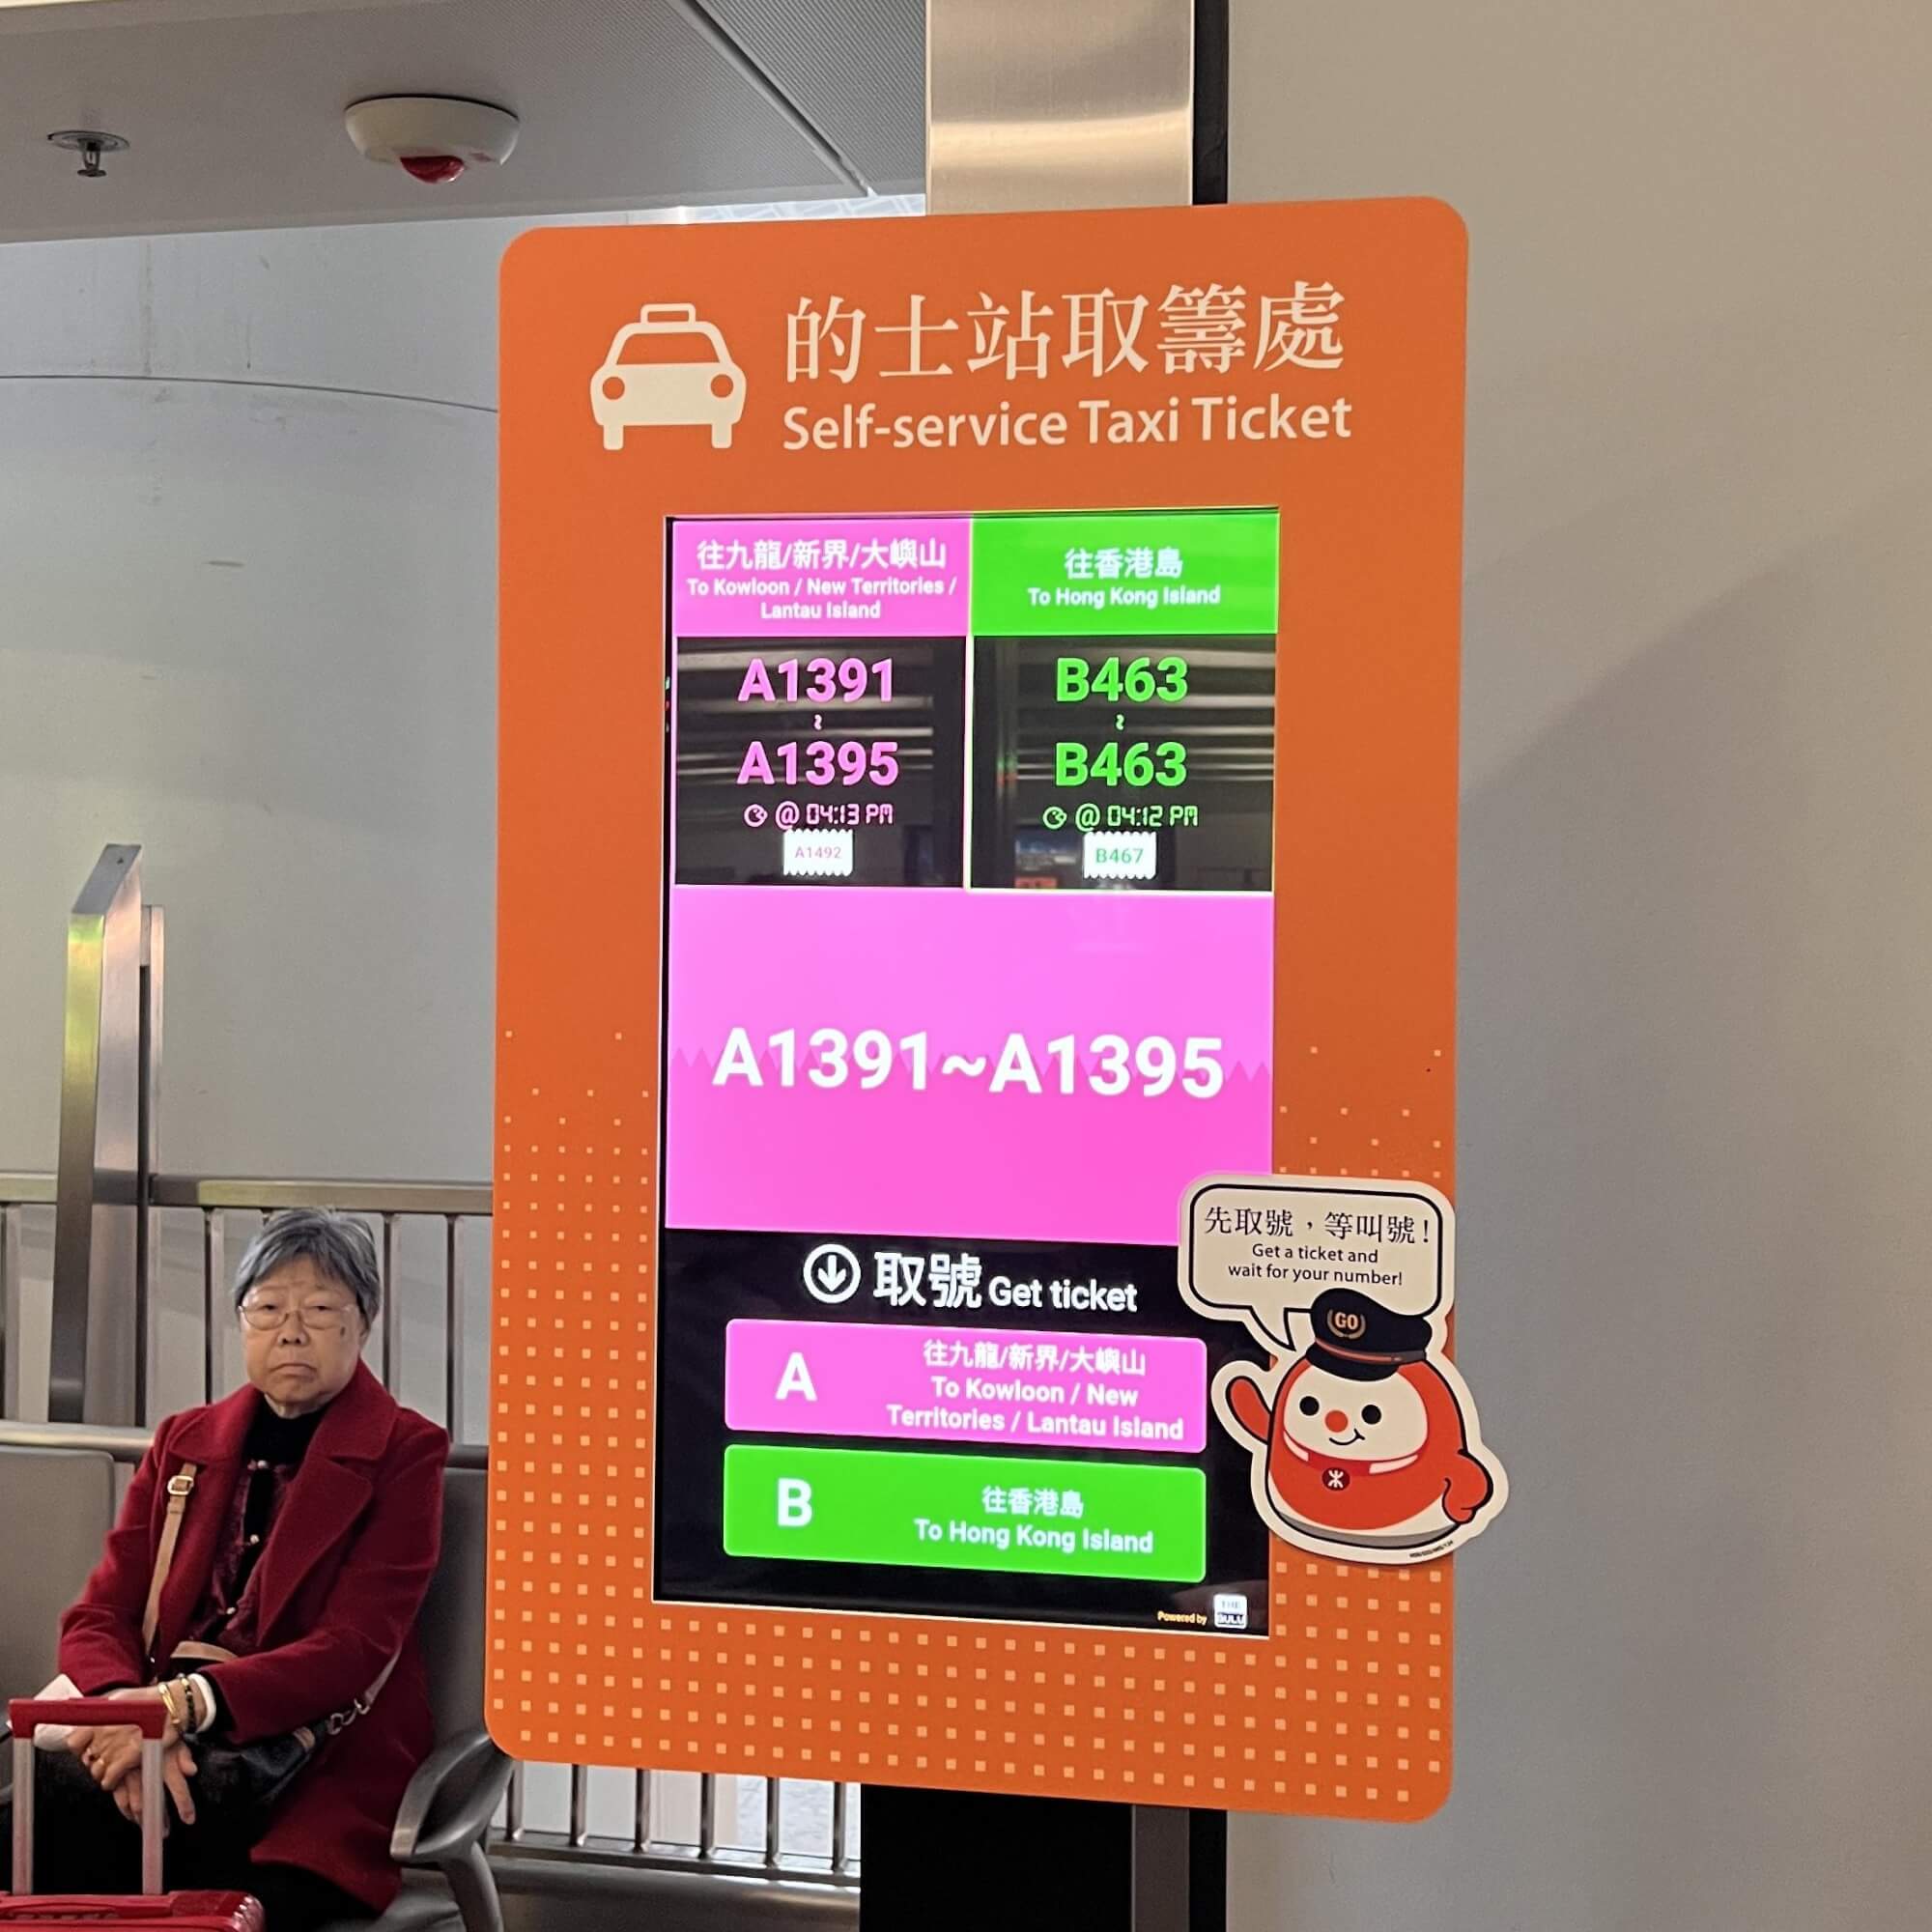 的士站取籌處
Self-service Taxi Ticket
往九龍/新界/大嶼山
To Kowloon / New Territories /
Lantau Island
往香港島
To Hong Kong Island
A1391
~
A1395
@ 04:13 PM
A1492
B463
~
B463
@ 04:12 PM
B467
A1391~A1395
先取號，等叫號！
Get a ticket and
wait for your number!
GO
取號 Get ticket
A
往九龍/新界/大嶼山
To Kowloon / New
Territories / Lantau Island
B
往香港島
To Hong Kong Island
Powered by
THE
GULU